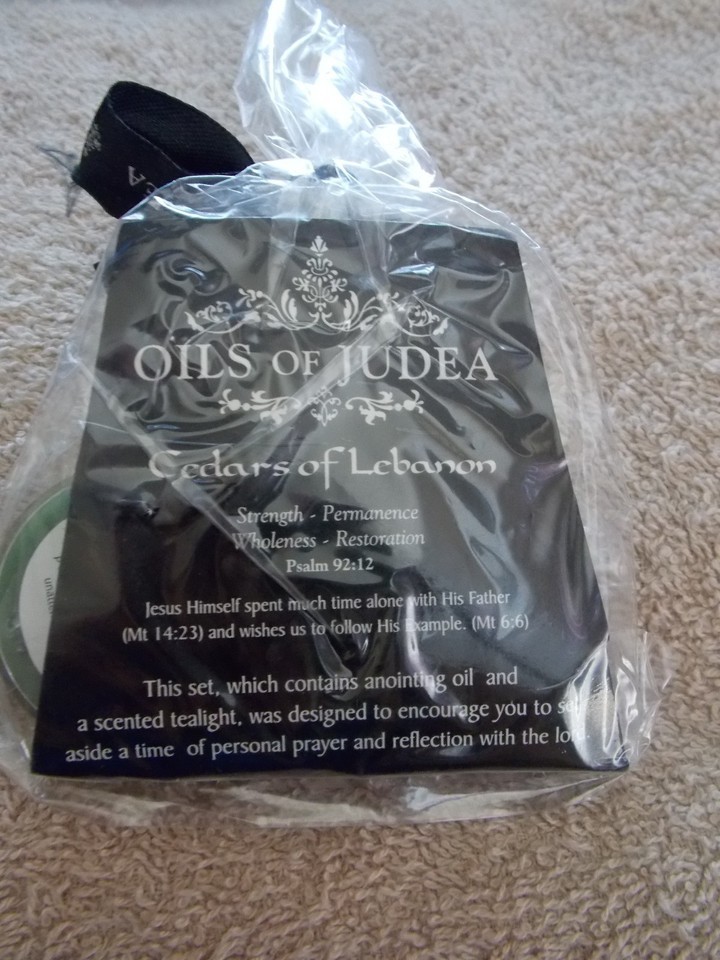 OILS OF JUDEA
Cedars of Lebanon
Strength - Permanence
Wholeness - Restoration
Psalm 92:12
Jesus Himself spent much time alone with His Father
(Mt 14:23) and wishes us to follow His Example. (Mt 6:6)
This set, which contains anointing oil and
a scented tealight, was designed to encourage you to
aside a time of personal prayer and reflection with the